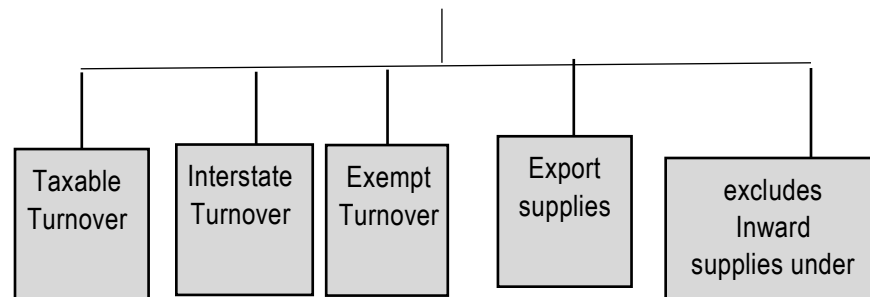 Taxable
Turnover
Interstate
Turnover
Exempt
Turnover
Export
supplies
excludes
Inward
supplies under